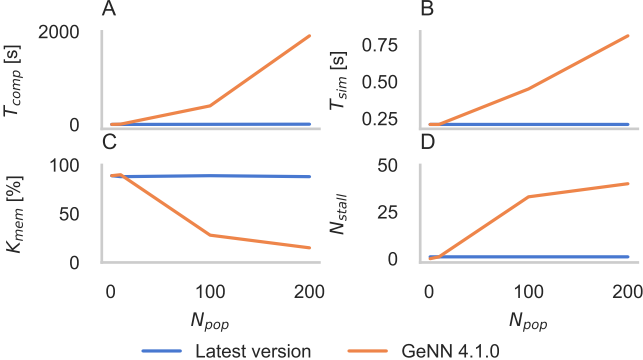 A
B
2000
0
T_comp [s]
0.75
0.50
0.25
T_sim [s]
C
D
100
50
0
K_mem [%]
50
25
0
N_stall
0 100 200
0 100 200
N_pop
N_pop
Latest version GeNN 4.1.0